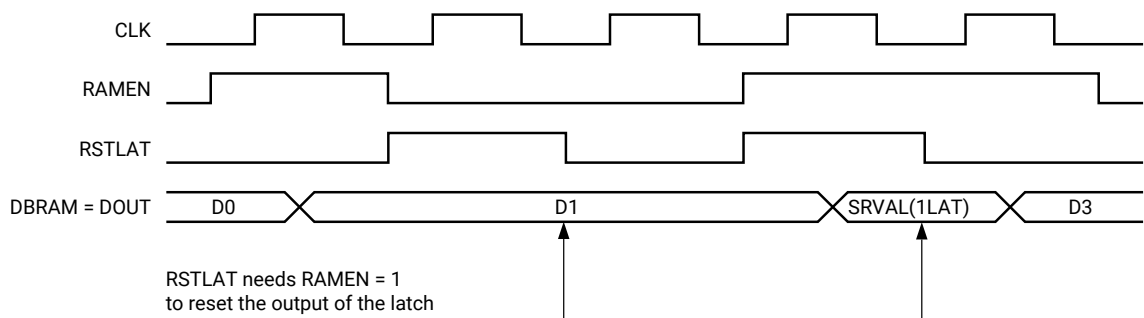 CLK
RAMEN
RSTLAT
DBRAM = DOUT
D0
D1
SRVAL(1LAT)
D3
RSTLAT needs RAMEN = 1
to reset the output of the latch